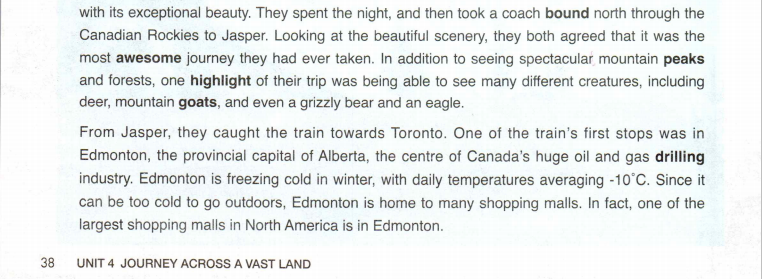 with its exceptional beauty. They spent the night, and then took a coach bound north through the
Canadian Rockies to Jasper. Looking at the beautiful scenery, they both agreed that it was the
most awesome journey they had ever taken. In addition to seeing spectacular mountain peaks
and forests, one highlight of their trip was being able to see many different creatures, including
deer, mountain goats, and even a grizzly bear and an eagle.
From Jasper, they caught the train towards Toronto. One of the train's first stops was in
Edmonton, the provincial capital of Alberta, the centre of Canada's huge oil and gas drilling
industry. Edmonton is freezing cold in winter, with daily temperatures averaging -10°C. Since it
can be too cold to go outdoors, Edmonton is home to many shopping malls. In fact, one of the
largest shopping malls in North America is in Edmonton.
38 UNIT 4 JOURNEY ACROSS A VAST LAND